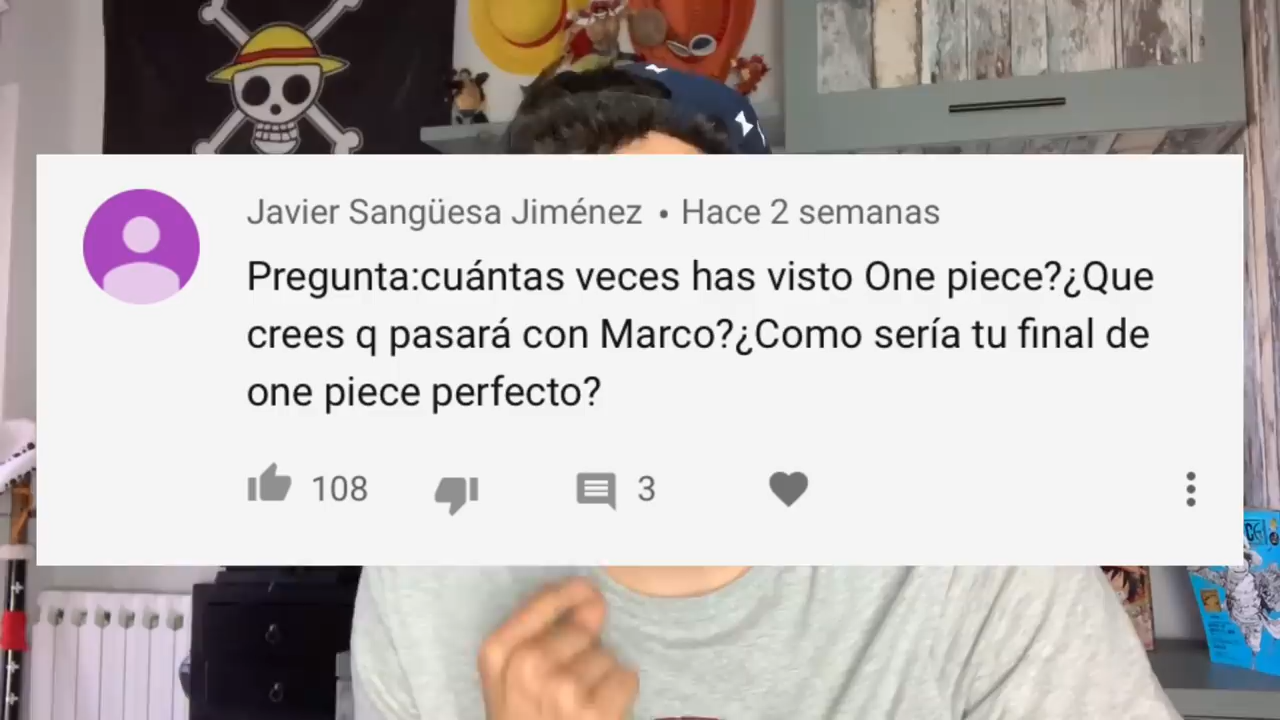 Javier Sangüesa Jiménez • Hace 2 semanas
Pregunta:cuántas veces has visto One piece?¿Que
crees q pasará con Marco?¿Como sería tu final de
one piece perfecto?
108
3